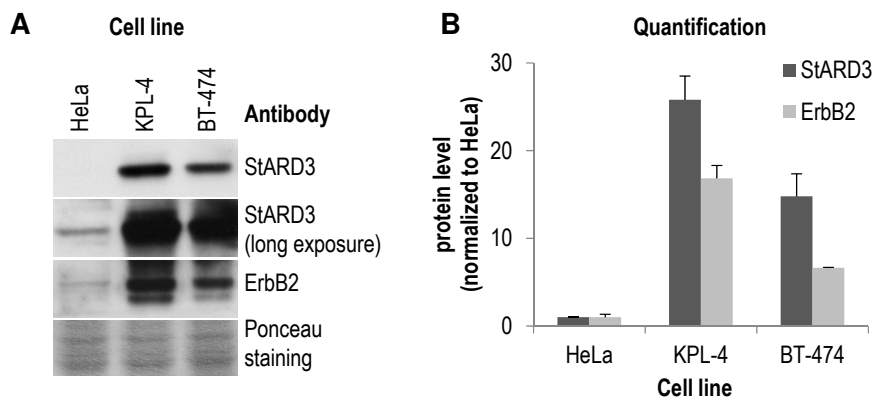 A
Cell line
HeLa
KPL-4
BT-474
Antibody
StARD3
StARD3
(long exposure)
ErbB2
Ponceau
staining
B
Quantification
StARD3
ErbB2
protein level
(normalized to HeLa)
30
20
10
0
HeLa
KPL-4
BT-474
Cell line